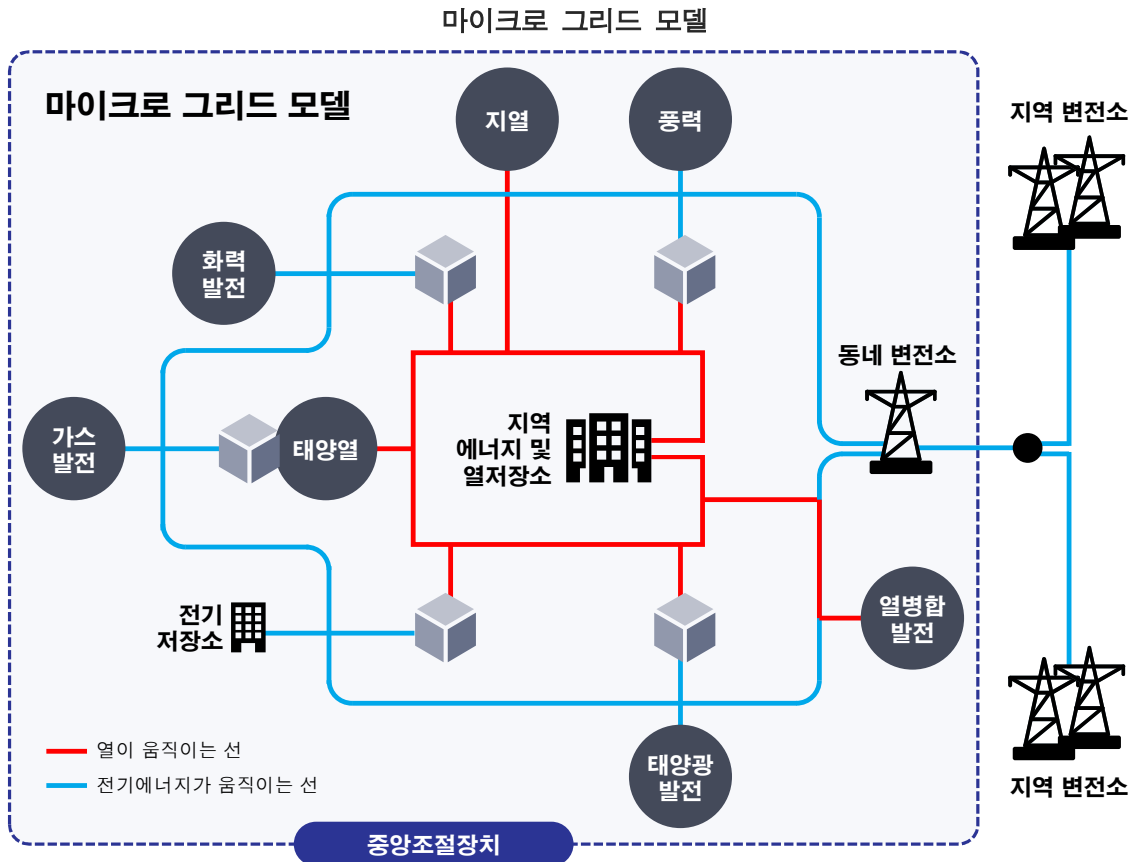 마이크로 그리드 모델
마이크로 그리드 모델
지열
풍력
지역 변전소
화력
발전
동네 변전소
가스
발전
태양열
지역
에너지 및
열저장소
전기
저장소
열병합
발전
열이 움직이는 선
전기에너지가 움직이는 선
태양광
발전
지역 변전소
중앙조절장치